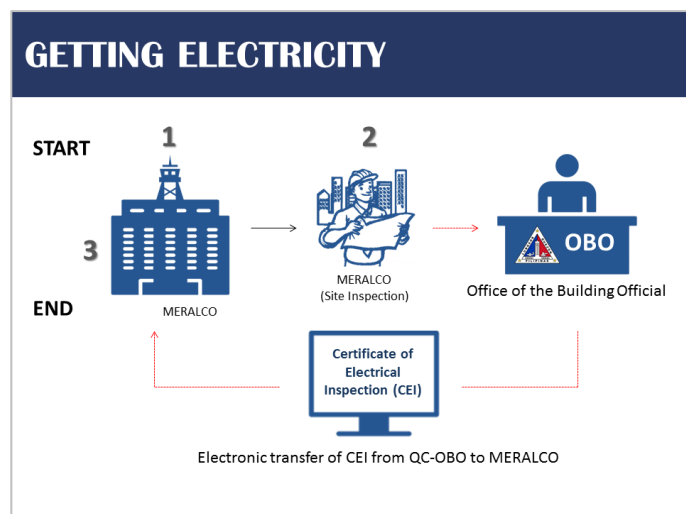 GETTING ELECTRICITY
1
2
START
OBO
3
MERALCO
(Site Inspection)
Office of the Building Official
END
MERALCO
Certificate of
Electrical
Inspection (CEI)
Electronic transfer of CEI from QC-OBO to MERALCO